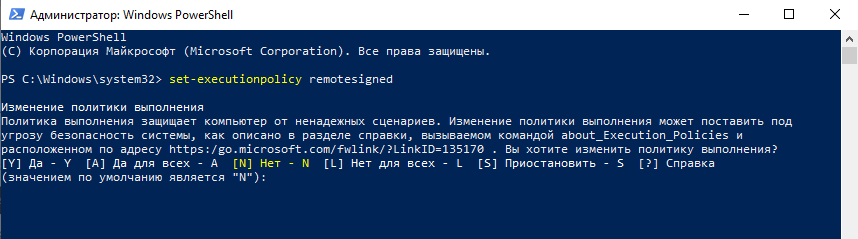 Администратор: Windows PowerShell
Windows PowerShell
(C) Корпорация Майкрософт (Microsoft Corporation). Все права защищены.
PS C:\Windows\system32> set-executionpolicy remotesigned
Изменение политики выполнения
Политика выполнения защищает компьютер от ненадежных сценариев. Изменение политики выполнения может поставить под
угрозу безопасность системы, как описано в разделе справки, вызываемом командой about_Execution_Policies и
расположенном по адресу https:/go.microsoft.com/fwlink/?LinkID=135170 . Вы хотите изменить политику выполнения?
[Y] Да - Y  [A] Да для всех - A  [N] Нет - N  [L] Нет для всех - L  [S] Приостановить - S  [?] Справка
(значением по умолчанию является "N"):